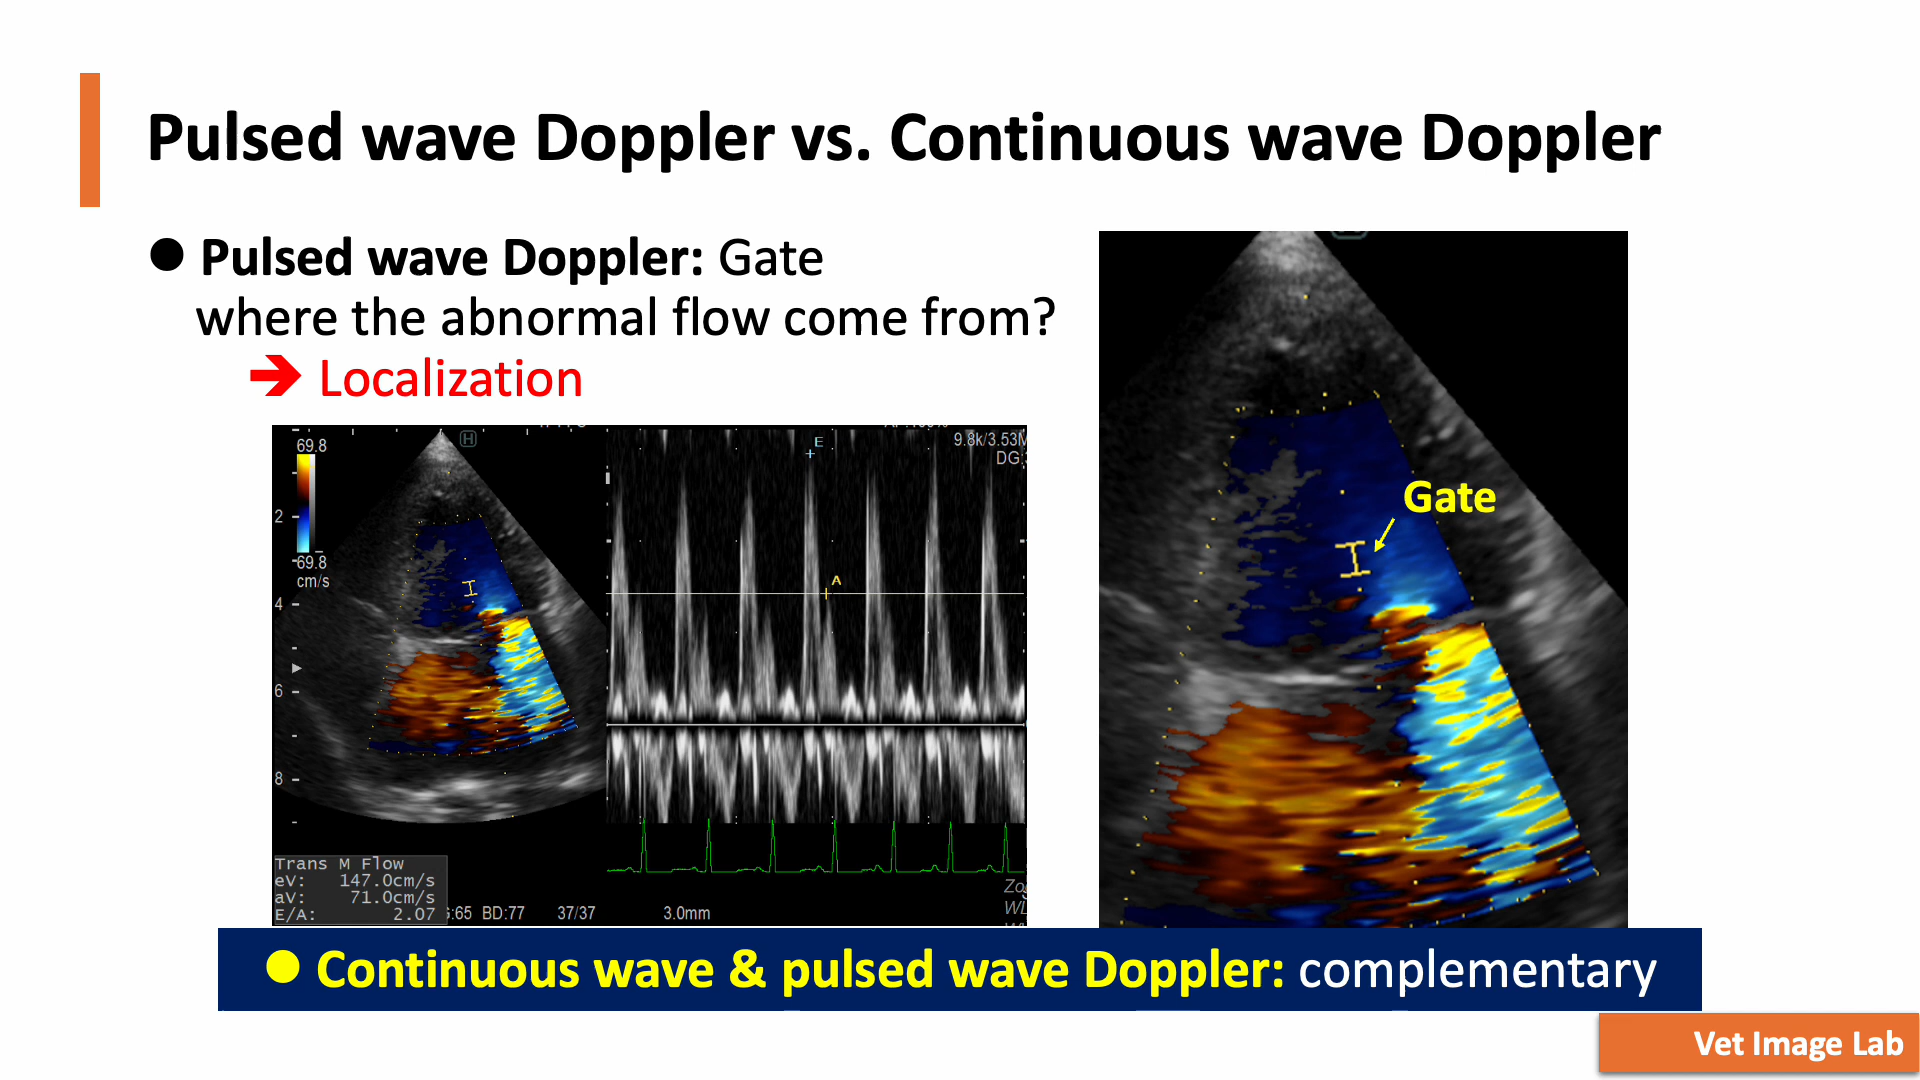 Pulsed wave Doppler vs. Continuous wave Doppler
● Pulsed wave Doppler: Gate
where the abnormal flow come from?
➔ Localization
69.8
69.8
cm/s
2
4
6
8
H
E
A
9.8k/3.53M
DG:
Trans M Flow
eV: 147.0cm/s
aV: 71.0cm/s
E/A: 2.07
:65 BD:77 37/37 3.0mm
Zo
WL
Gate
● Continuous wave & pulsed wave Doppler: complementary
Vet Image Lab